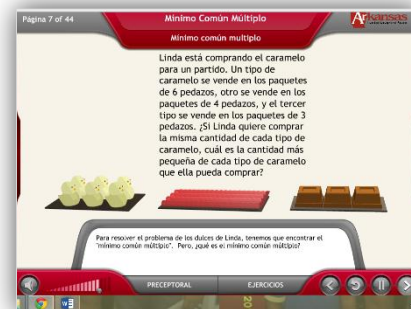 Página 7 of 44
Mínimo Común Múltiplo
Arkansas
Mínimo común multiplo
Linda está comprando el caramelo
para un partido. Un tipo de
caramelo se vende en los paquetes
de 6 pedazos, otro se vende en los
paquetes de 4 pedazos, y el tercer
tipo se vende en los paquetes de 3
pedazos. ¿Si Linda quiere comprar
la misma cantidad de cada tipo de
caramelo, cuál es la cantidad más
pequeña de cada tipo de caramelo
que ella pueda comprar?
Para resolver el problema de los dulces de Linda, tenemos que encontrar el
"mínimo común múltiplo". Pero, ¿qué es el mínimo común múltiplo?
PRECEPTORAL
EJERCICIOS
20